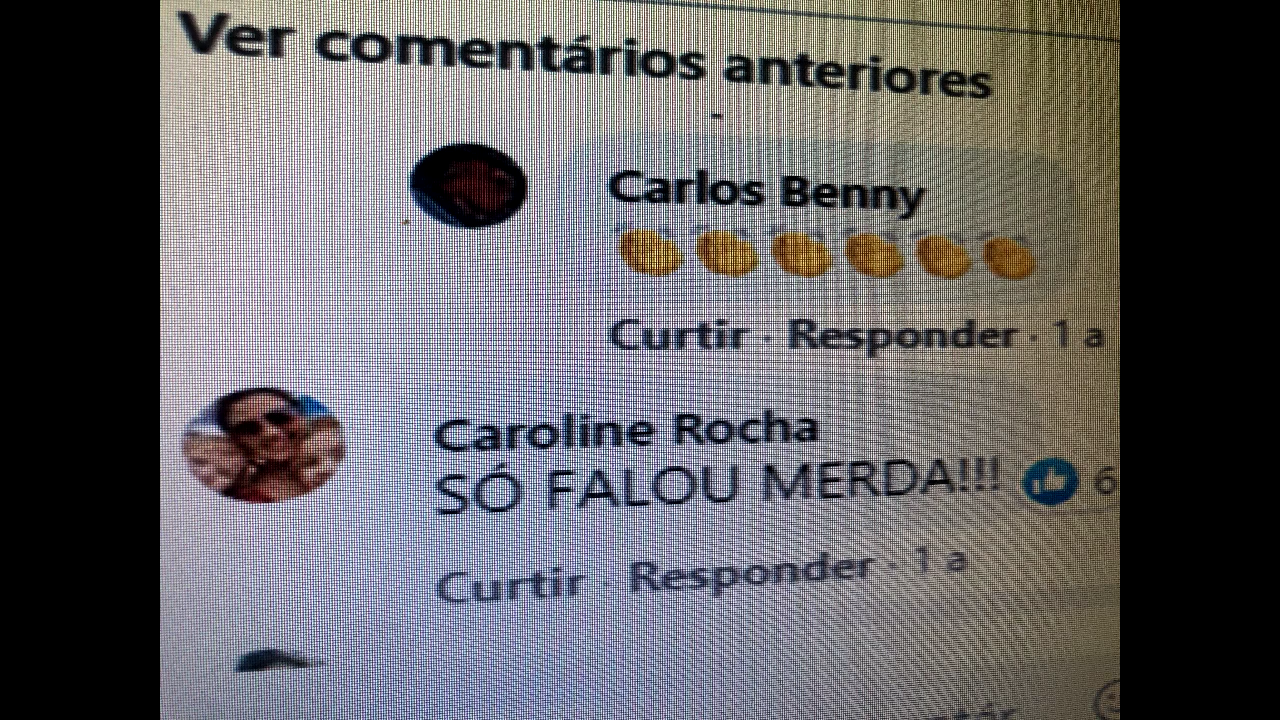 Ver comentários anteriores
Carlos Benny
👏👏👏👏👏👏
Curtir · Responder · 1 a
Caroline Rocha
SÓ FALOU MERDA!!! 6
Curtir · Responder · 1 a